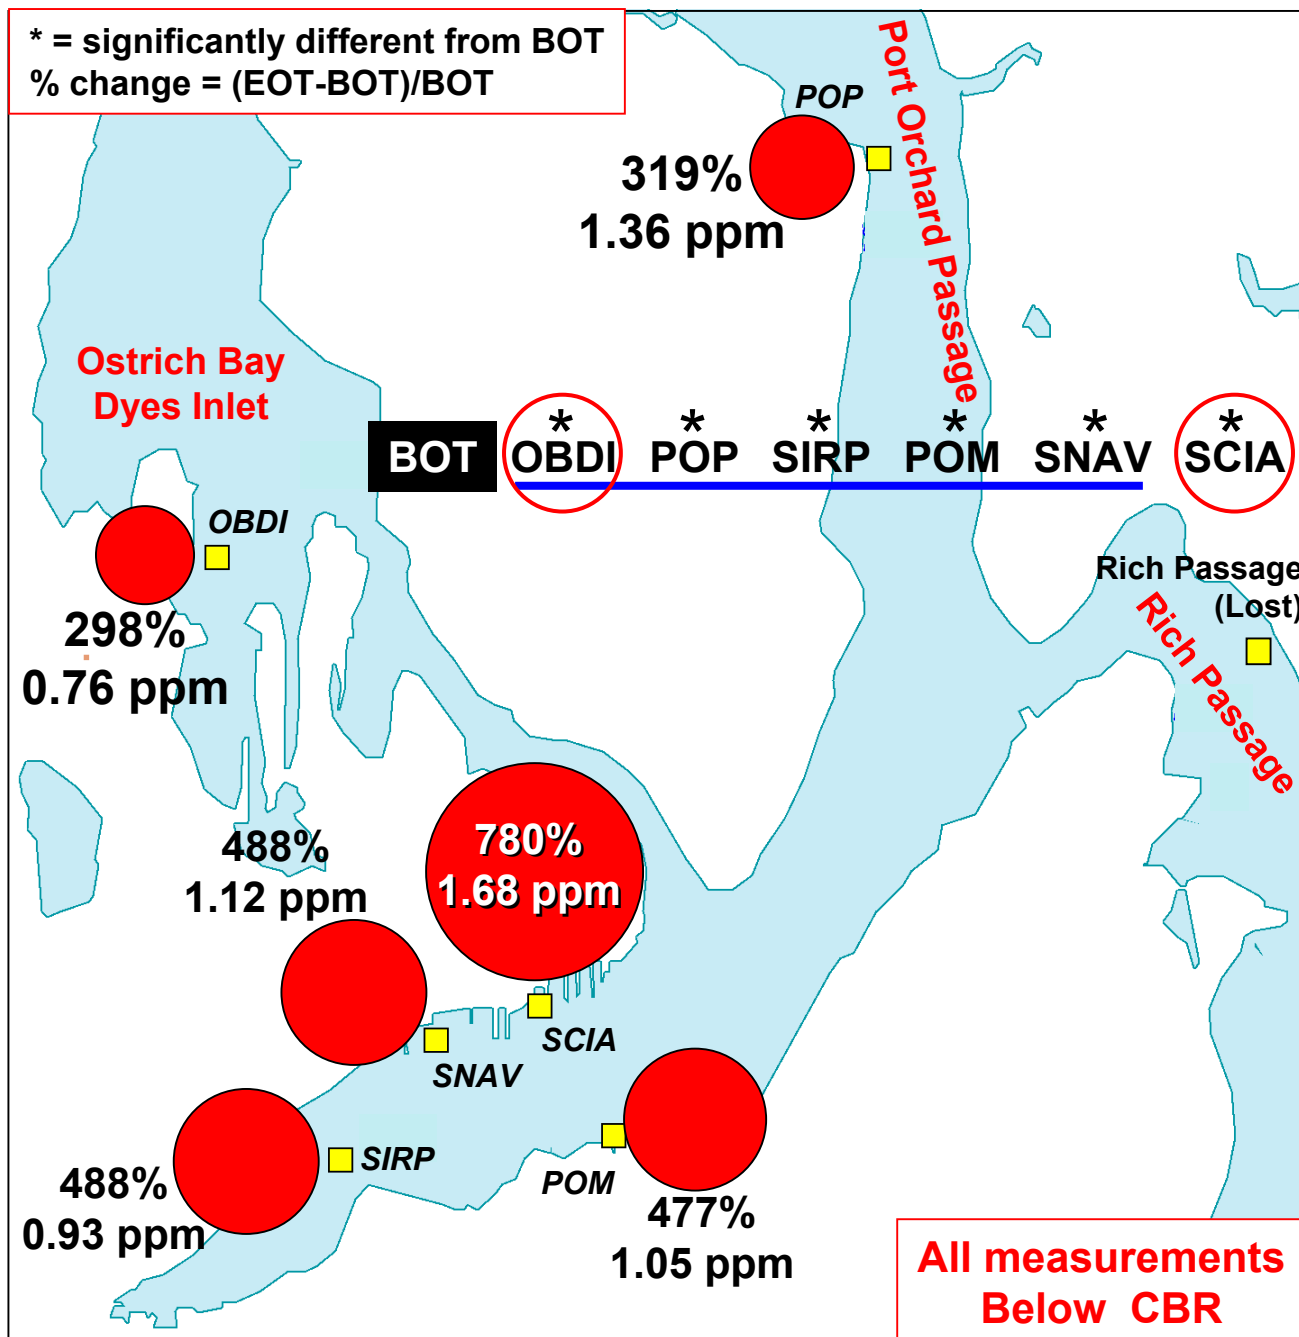 * = significantly different from BOT
% change = (EOT-BOT)/BOT
POP
319%
1.36 ppm
Port Orchard Passage
Ostrich Bay
Dyes Inlet
* * * * * *
BOT OBDI POP SIRP POM SNAV SCIA
OBDI
298%
0.76 ppm
Rich Passage
(Lost)
Rich Passage
488%
1.12 ppm
780%
1.68 ppm
SCIA
SNAV
SIRP
488%
0.93 ppm
POM
477%
1.05 ppm
All measurements
Below CBR